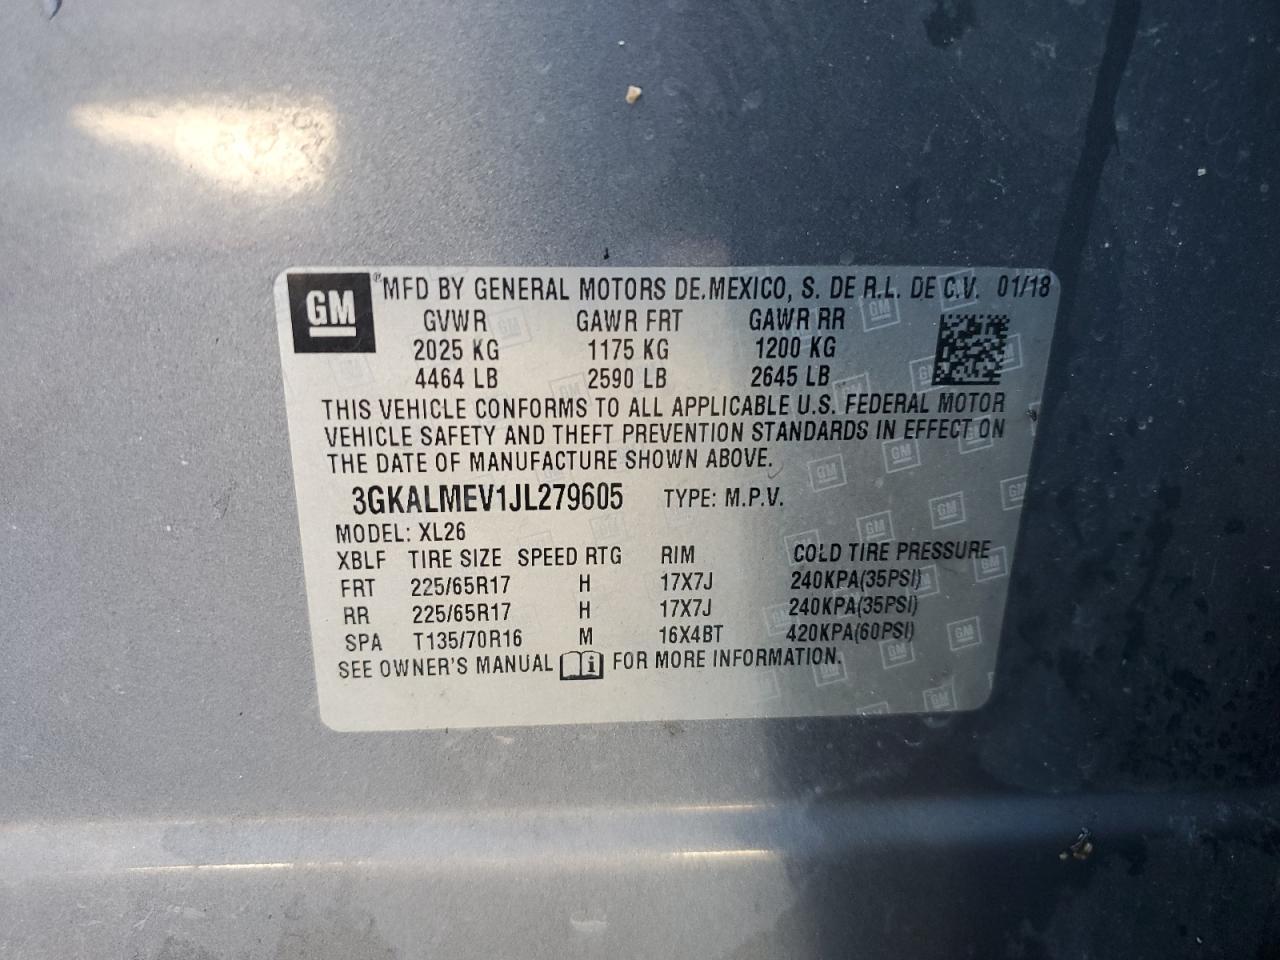 GM ® MFD BY GENERAL MOTORS DE.MEXICO, S. DE R.L. DE C.V. 01/18
GVWR GAWR FRT GAWR RR
2025 KG 1175 KG 1200 KG
4464 LB 2590 LB 2645 LB
THIS VEHICLE CONFORMS TO ALL APPLICABLE U.S. FEDERAL MOTOR
VEHICLE SAFETY AND THEFT PREVENTION STANDARDS IN EFFECT ON
THE DATE OF MANUFACTURE SHOWN ABOVE.
3GKALMEV1JL279605 TYPE: M.P.V.
MODEL: XL26
XBLF TIRE SIZE SPEED RTG RIM COLD TIRE PRESSURE
FRT 225/65R17 H 17X7J 240KPA(35PSI)
RR 225/65R17 H 17X7J 240KPA(35PSI)
SPA T135/70R16 M 16X4BT 420KPA(60PSI)
SEE OWNER'S MANUAL i FOR MORE INFORMATION.